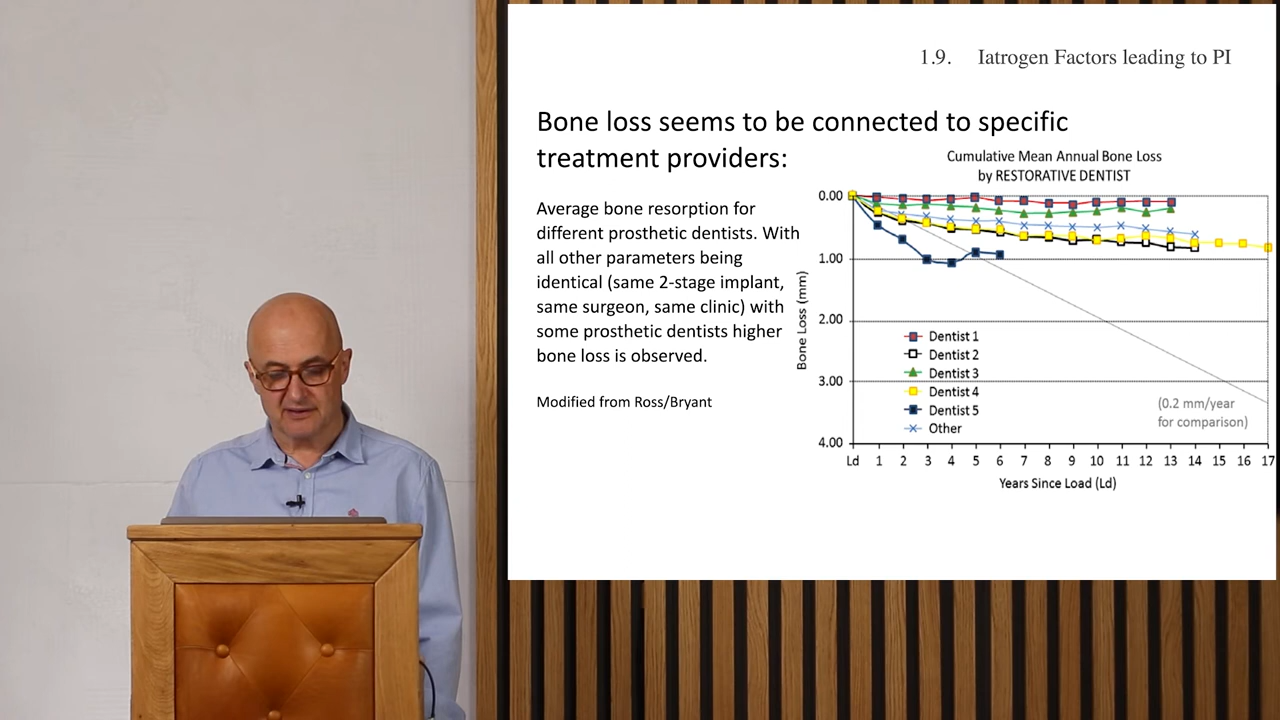 1.9. Iatrogen Factors leading to PI
Bone loss seems to be connected to specific
treatment providers:
Average bone resorption for
different prosthetic dentists. With
all other parameters being
identical (same 2-stage implant,
same surgeon, same clinic) with
some prosthetic dentists higher
bone loss is observed.
Modified from Ross/Bryant
Cumulative Mean Annual Bone Loss
by RESTORATIVE DENTIST
Bone Loss (mm)
0.00
1.00
2.00
3.00
4.00
Dentist 1
Dentist 2
Dentist 3
Dentist 4
Dentist 5
Other
(0.2 mm/year
for comparison)
Ld 1 2 3 4 5 6 7 8 9 10 11 12 13 14 15 16 17
Years Since Load (Ld)